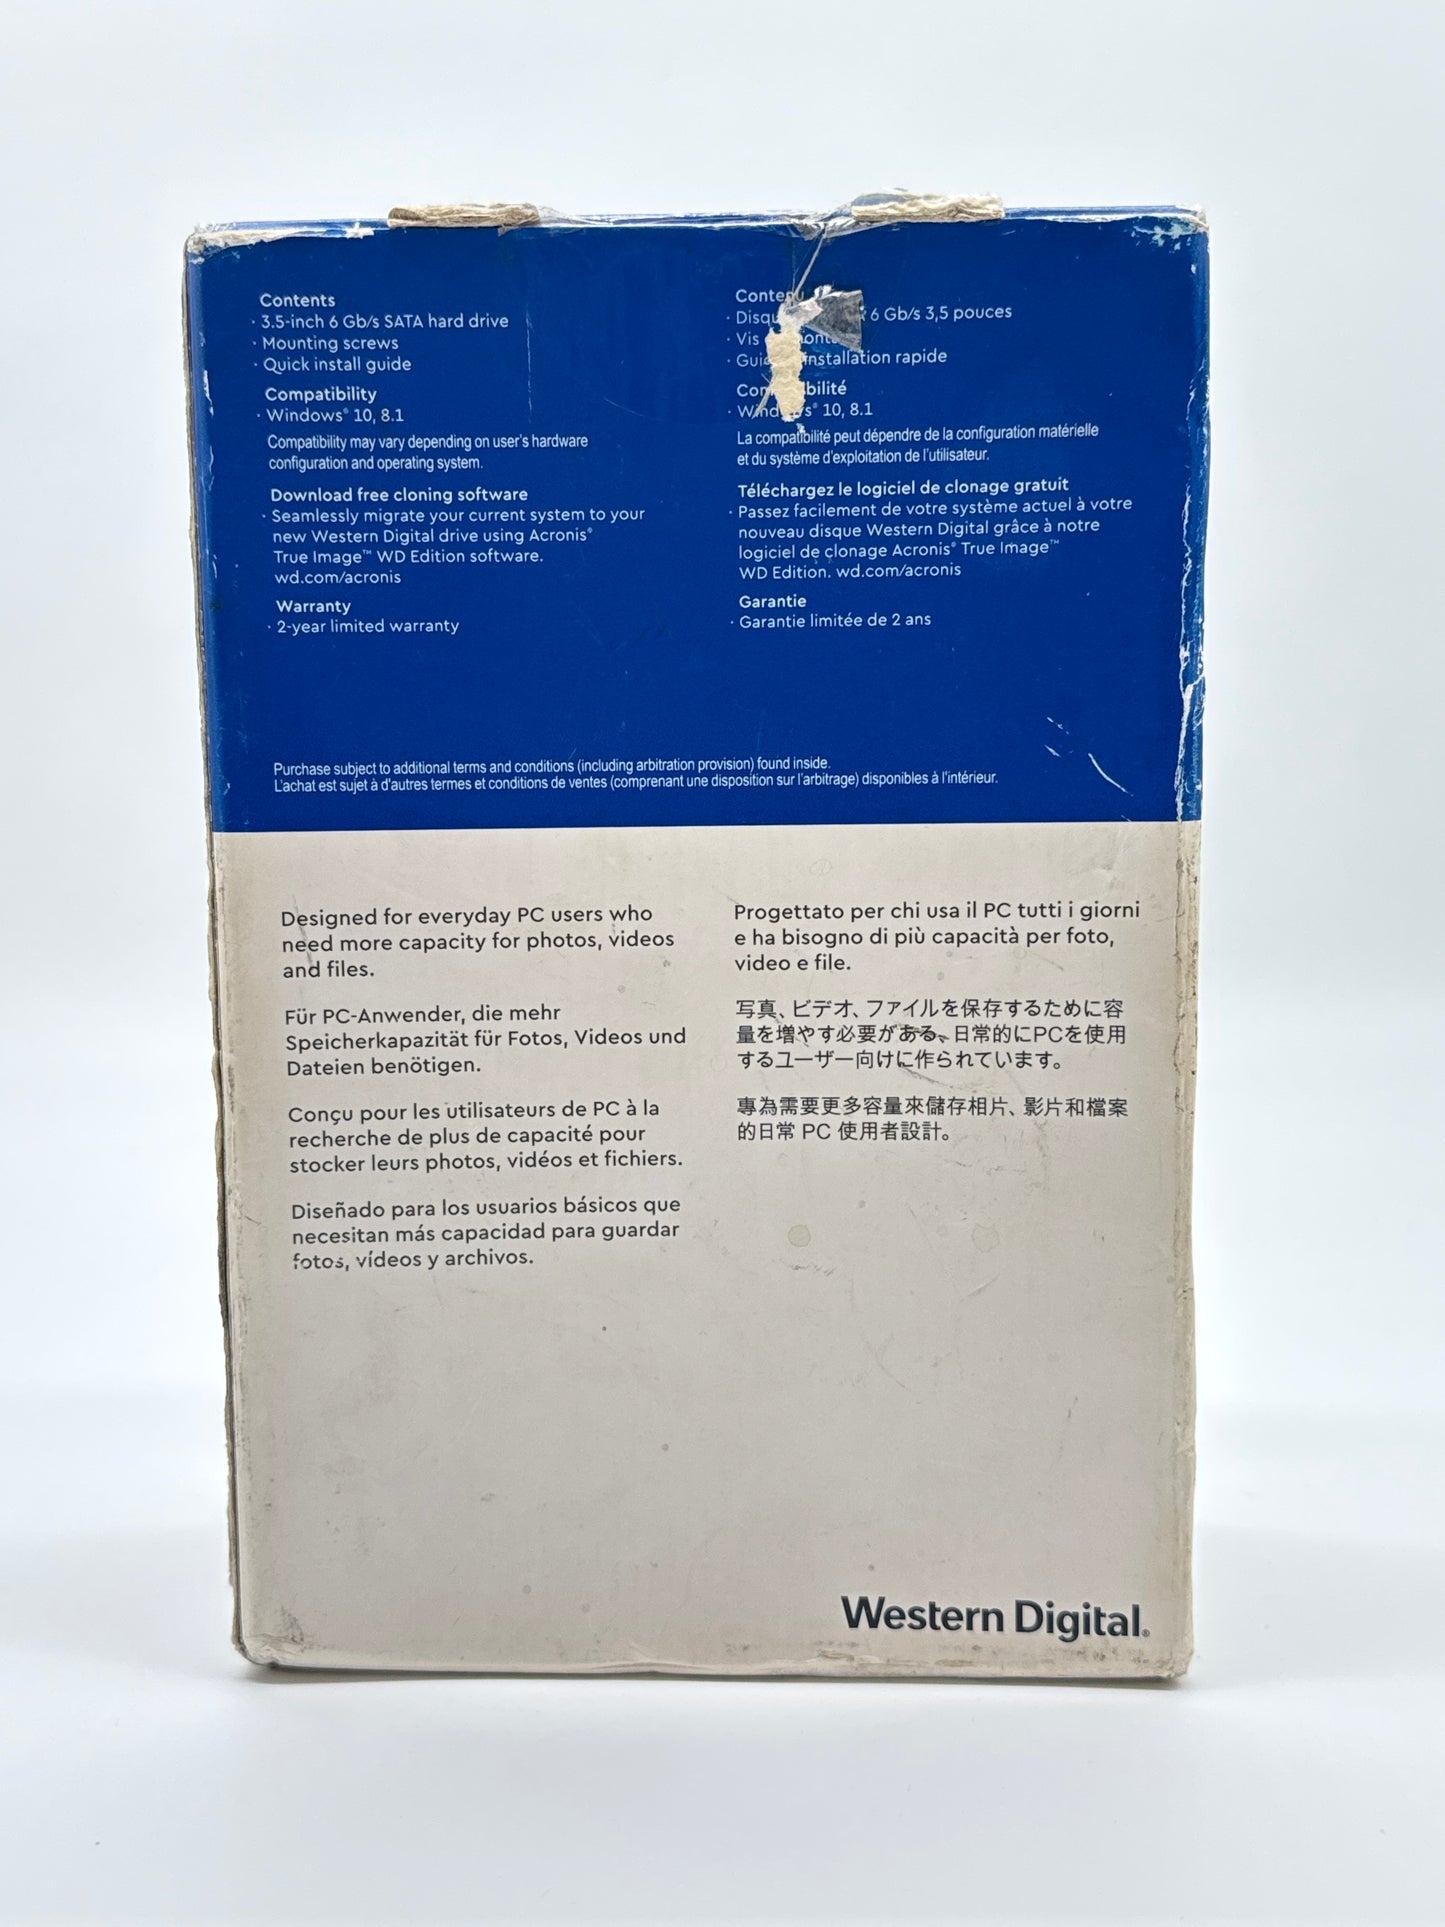 Contents
· 3.5-inch 6 Gb/s SATA hard drive
· Mounting screws
· Quick install guide
Compatibility
· Windows® 10, 8.1
Compatibility may vary depending on user's hardware
configuration and operating system.
Download free cloning software
· Seamlessly migrate your current system to your
new Western Digital drive using Acronis®
True Image™ WD Edition software.
wd.com/acronis
Warranty
· 2-year limited warranty
6 Gb/s 3,5 pouces
· Vis
installation rapide
· Windows® 10, 8.1
La compatibilité peut dépendre de la configuration matérielle
et du système d'exploitation de l'utilisateur.
Téléchargez le logiciel de clonage gratuit
· Passez facilement de votre système actuel à votre
nouveau disque Western Digital grâce à notre
logiciel de clonage Acronis® True Image™
WD Edition. wd.com/acronis
Garantie
· Garantie limitée de 2 ans
Purchase subject to additional terms and conditions (including arbitration provision) found inside.
L'achat est sujet à d'autres termes et conditions de ventes (comprenant une disposition sur l'arbitrage) disponibles à l'intérieur.
Designed for everyday PC users who
need more capacity for photos, videos
and files.
Für PC-Anwender, die mehr
Speicherkapazität für Fotos, Videos und
Dateien benötigen.
Conçu pour les utilisateurs de PC à la
recherche de plus de capacité pour
stocker leurs photos, vidéos et fichiers.
Diseñado para los usuarios básicos que
necesitan más capacidad para guardar
fotos, vídeos y archivos.
Progettato per chi usa il PC tutti i giorni
e ha bisogno di più capacità per foto,
video e file.
写真、ビデオ、ファイルを保存するために容
量を増やす必要がある、日常的にPCを使用
するユーザー向けに作られています。
專為需要更多容量來儲存相片、影片和檔案
的日常 PC 使用者設計。
Western Digital®